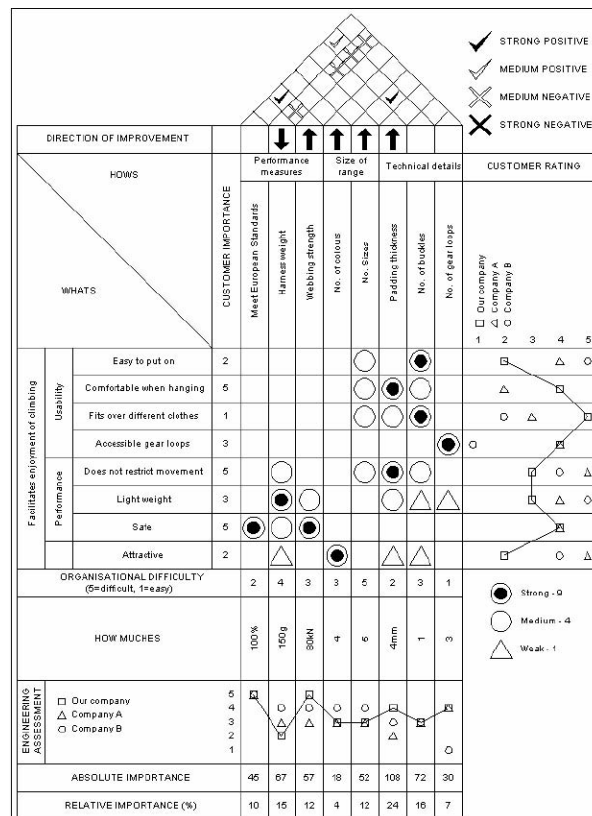 STRONG POSITIVE
MEDIUM POSITIVE
MEDIUM NEGATIVE
STRONG NEGATIVE
DIRECTION OF IMPROVEMENT
HOWS
WHATS
CUSTOMER IMPORTANCE
Performance measures
Size of range
Technical details
CUSTOMER RATING
Meet European Standards
Harness weight
Webbing strength
No. of colous
No. Sizes
Padding thickness
No. of buckles
No. of gear loops
Our company
Company A
Company B
1 2 3 4 5
Facilitates enjoyment of climbing
Usability
Easy to put on 2
Comfortable when hanging 5
Fits over different clothes 1
Accessible gear loops 3
Performance
Does not restrict movement 5
Light weight 3
Safe 5
Attractive 2
ORGANISATIONAL DIFFICULTY
(5=difficult, 1=easy)
2 4 3 3 5 2 3 1
Strong - 9
Medium - 4
Weak - 1
HOW MUCHES
100% 150g 80kN 4 6 4mm 1 3
ENGINEERING ASSESSMENT
Our company
Company A
Company B
5
4
3
2
1
ABSOLUTE IMPORTANCE 45 67 57 18 52 108 72 30
RELATIVE IMPORTANCE (%) 10 15 12 4 12 24 16 7